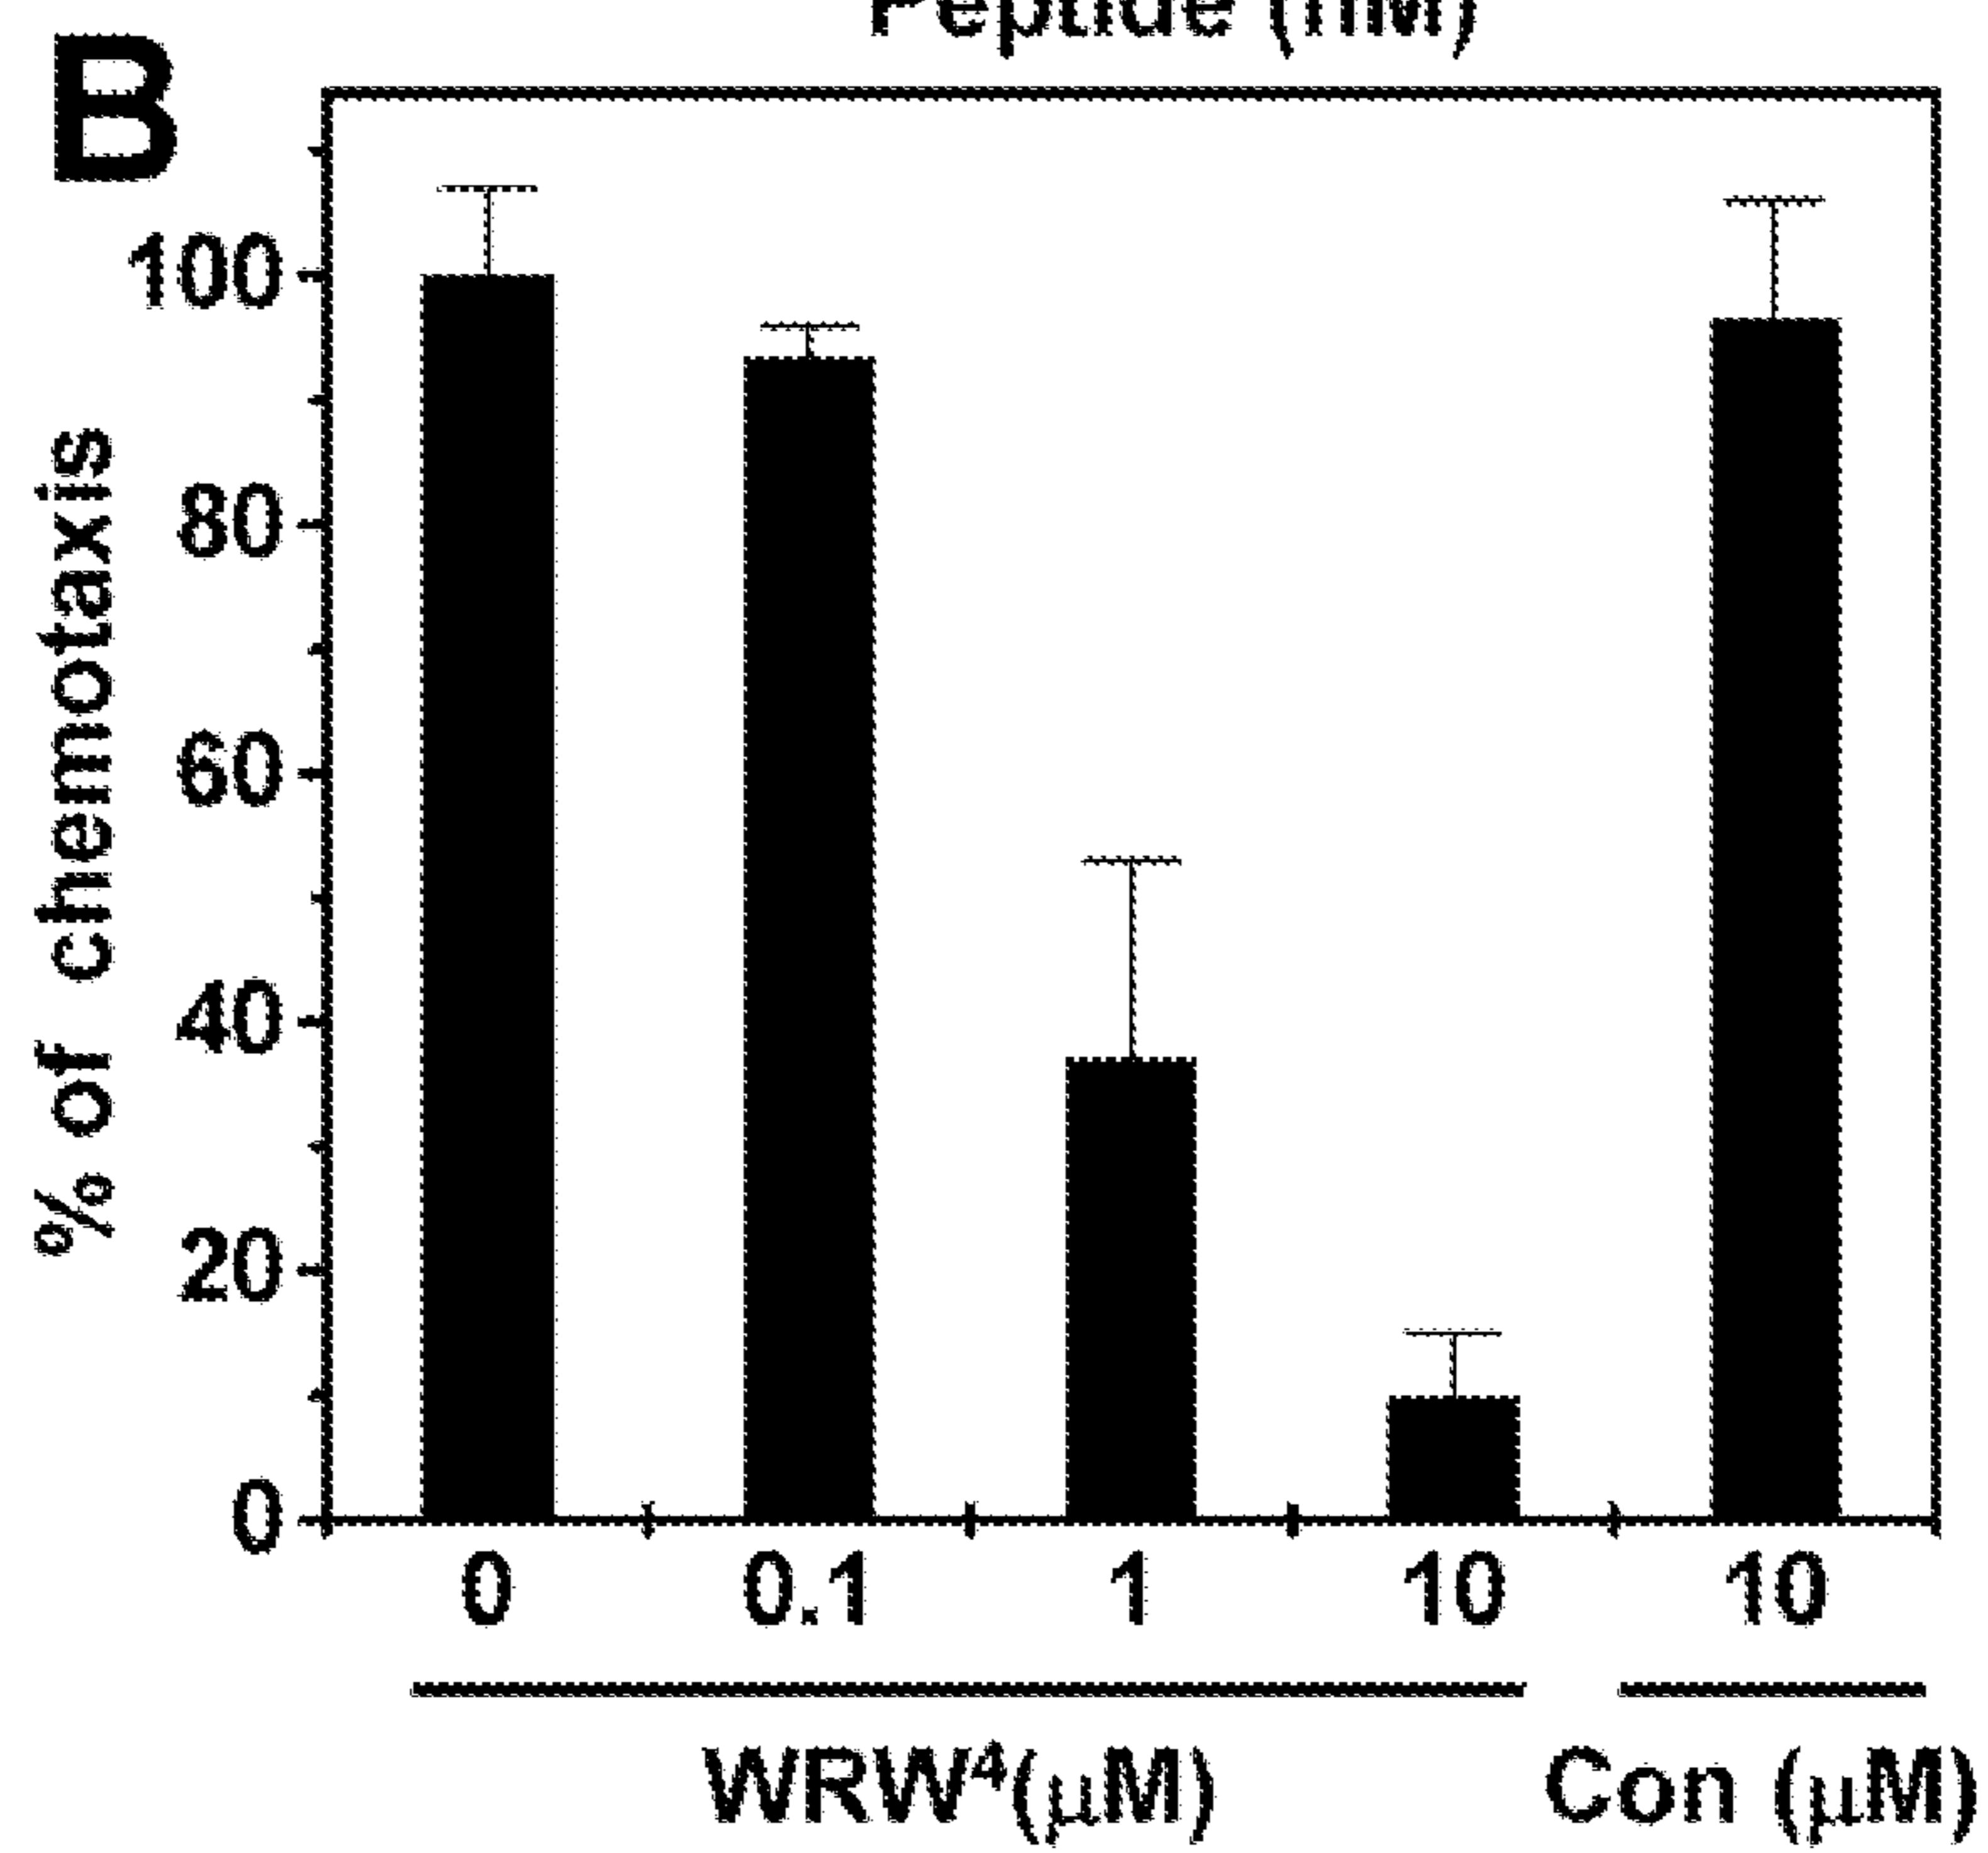 Peptide (nM)
B
% of chemotaxis
100
80
60
40
20
0
0 0.1 1 10 10
WRW⁴(μM) Con (μM)